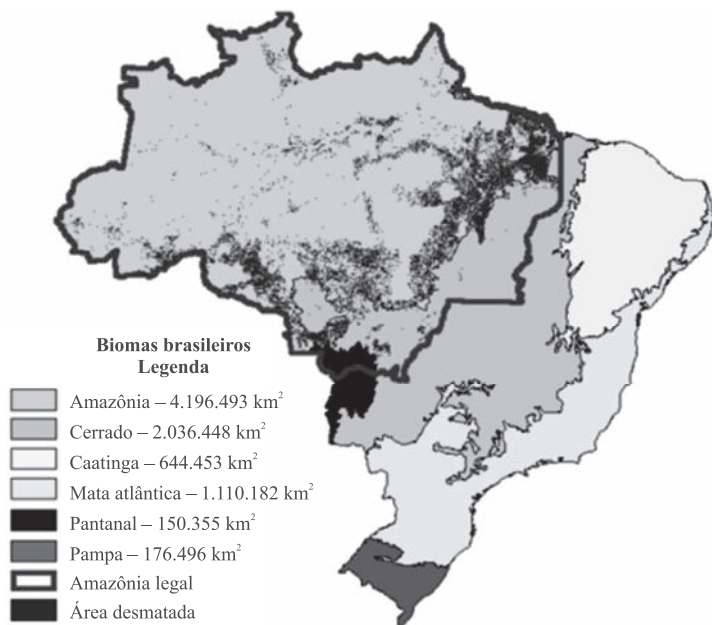 Biomas brasileiros
Legenda
Amazônia – 4.196.493 km²
Cerrado – 2.036.448 km²
Caatinga – 644.453 km²
Mata atlântica – 1.110.182 km²
Pantanal – 150.355 km²
Pampa – 176.496 km²
Amazônia legal
Área desmatada